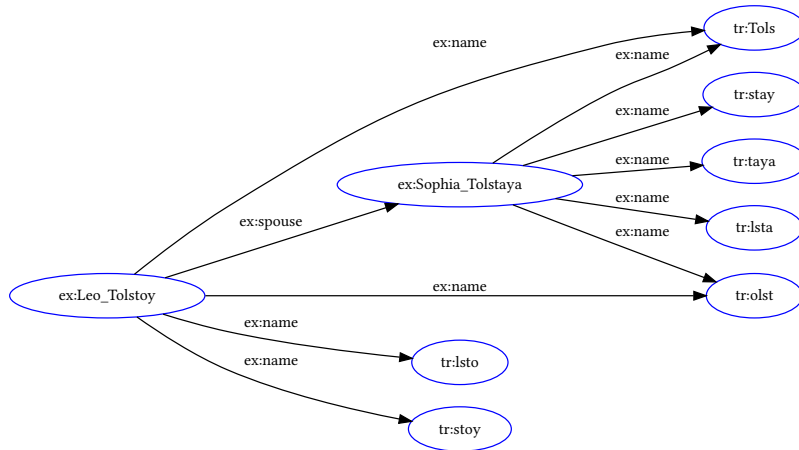 tr:Tols
ex:name
ex:name
tr:stay
ex:name
ex:name
tr:taya
ex:Sophia_Tolstaya
ex:name
tr:lsta
ex:spouse
ex:name
ex:Leo_Tolstoy
ex:name
tr:olst
ex:name
tr:lsto
ex:name
tr:stoy